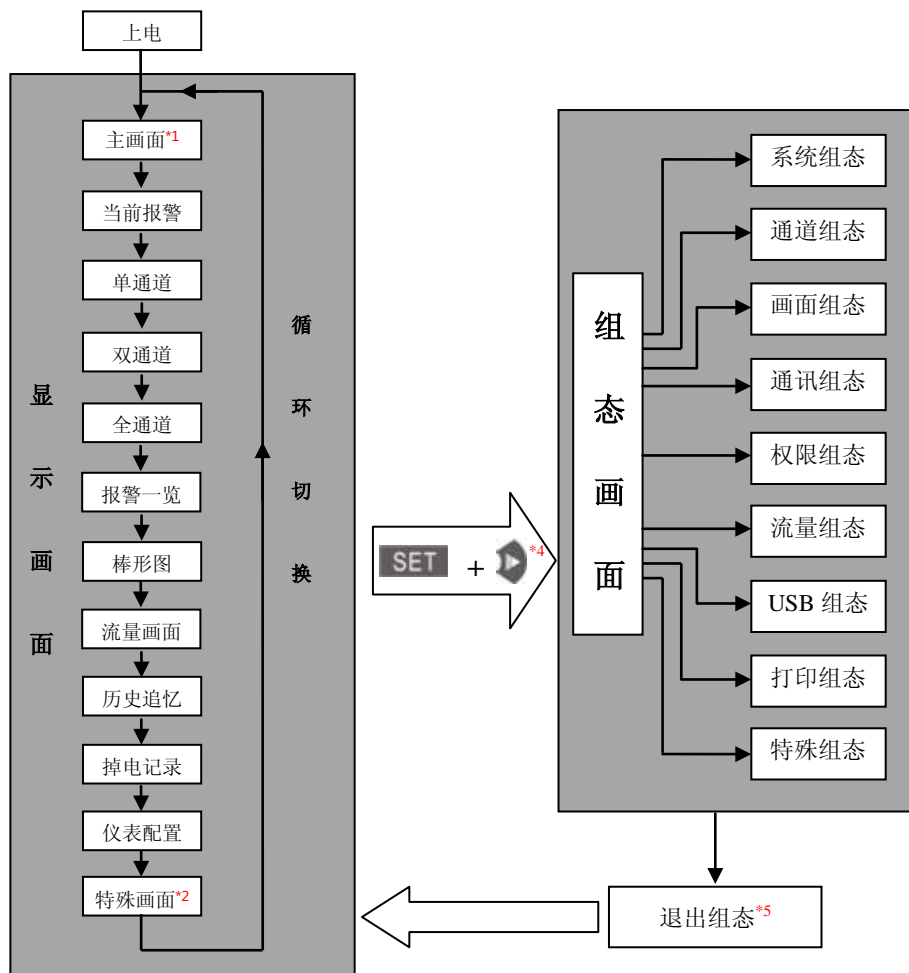 上电
主画面*1
当前报警
单通道
双通道
全通道
报警一览
棒形图
流量画面
历史追忆
掉电记录
仪表配置
特殊画面*2
显示画面
循环切换
SET + *4
组态画面
系统组态
通道组态
画面组态
通讯组态
权限组态
流量组态
USB 组态
打印组态
特殊组态
退出组态*5